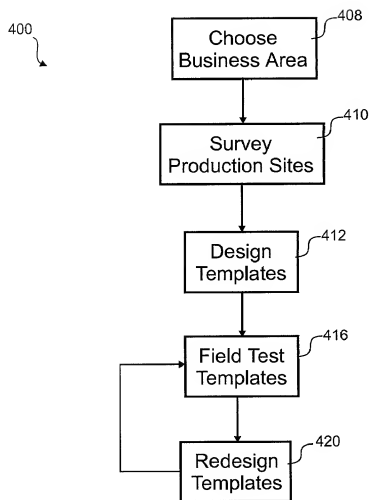 400
408
Choose
Business Area
410
Survey
Production Sites
412
Design
Templates
416
Field Test
Templates
420
Redesign
Templates